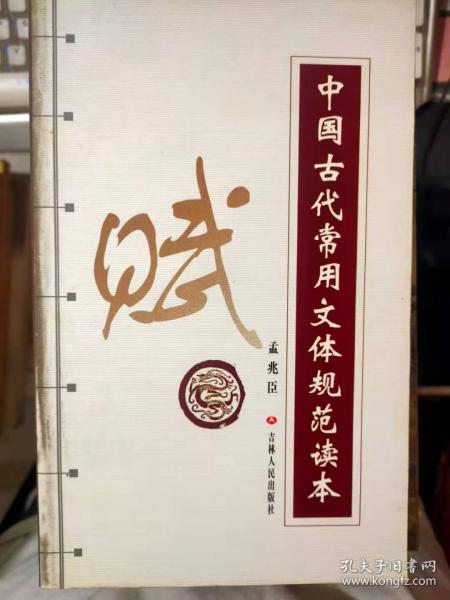 中国古代常用文体规范读本
赋
孟兆臣
吉林人民出版社
孔夫子旧书网
www.kongfz.com